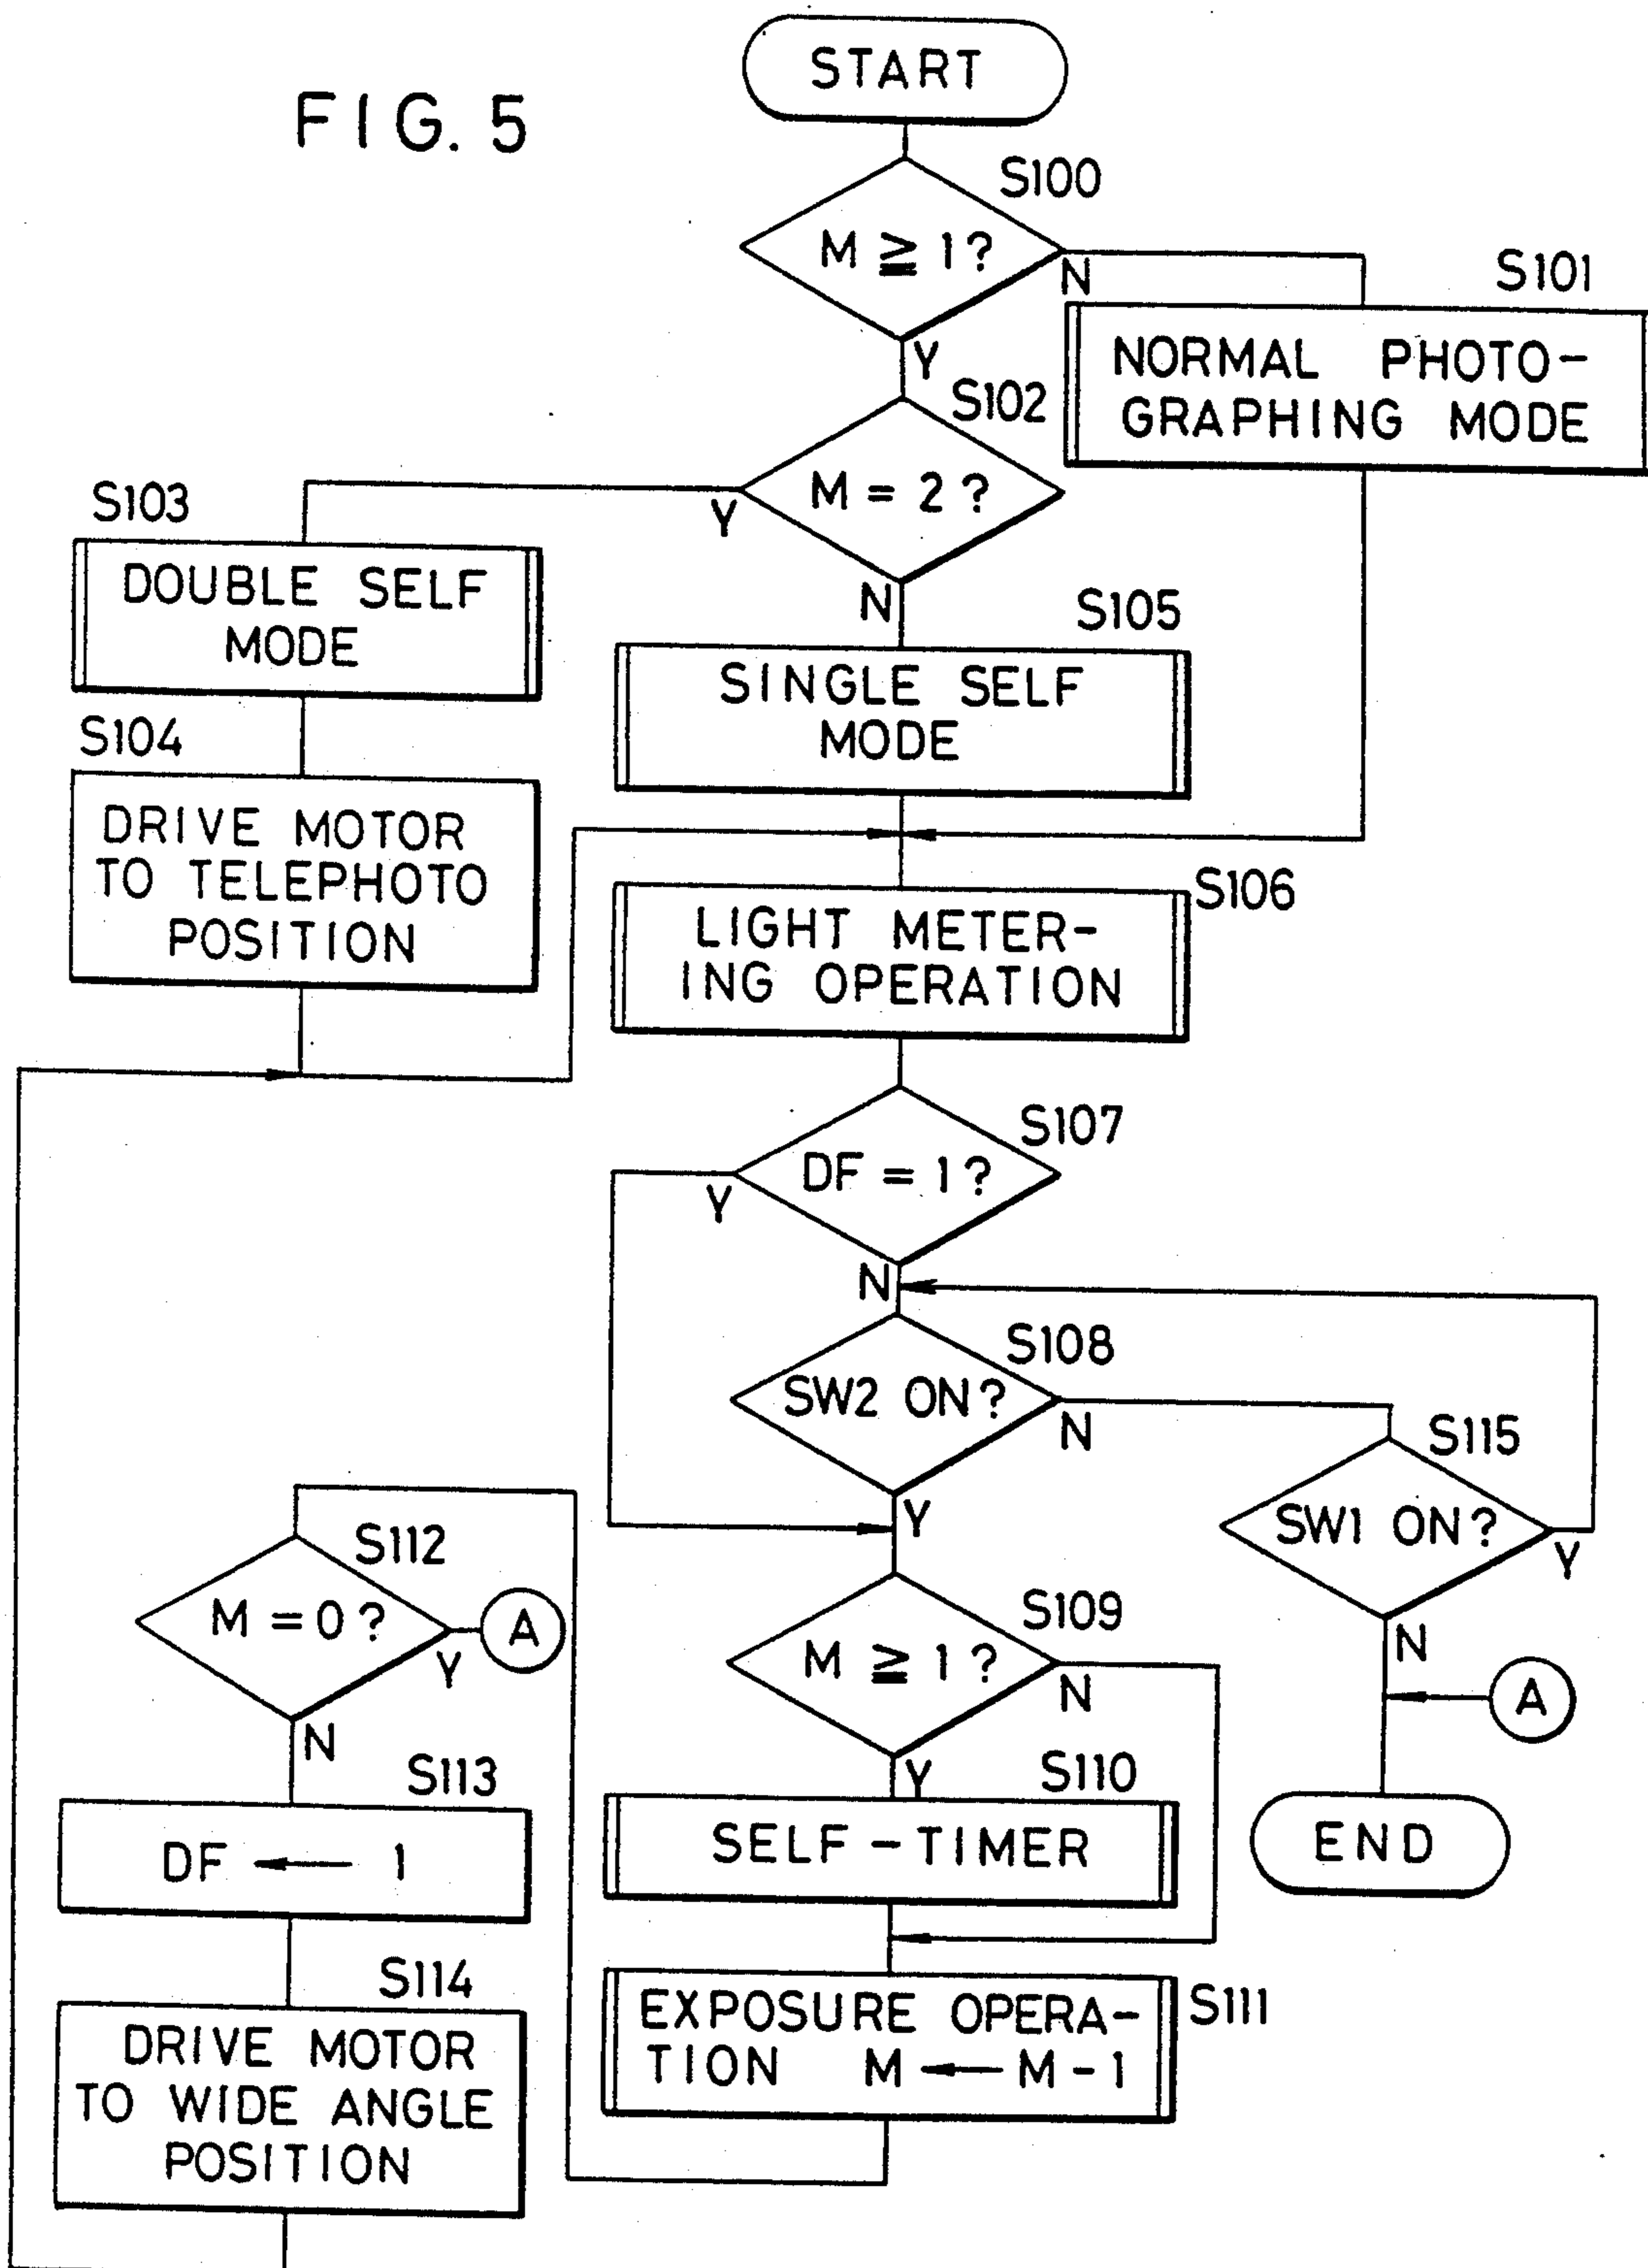 FIG. 5
START
S100
M ≧ 1?
N
Y
S101
NORMAL PHOTO-
GRAPHING MODE
S102
M = 2?
Y
N
S103
DOUBLE SELF
MODE
S104
DRIVE MOTOR
TO TELEPHOTO
POSITION
S105
SINGLE SELF
MODE
S106
LIGHT METER-
ING OPERATION
S107
DF = 1?
Y
N
S108
SW2 ON?
N
Y
S115
SW1 ON?
Y
N
A
END
S109
M ≧ 1?
N
Y
S110
SELF-TIMER
S111
EXPOSURE OPERA-
TION M ← M-1
S112
M = 0?
Y
A
N
S113
DF ← 1
S114
DRIVE MOTOR
TO WIDE ANGLE
POSITION